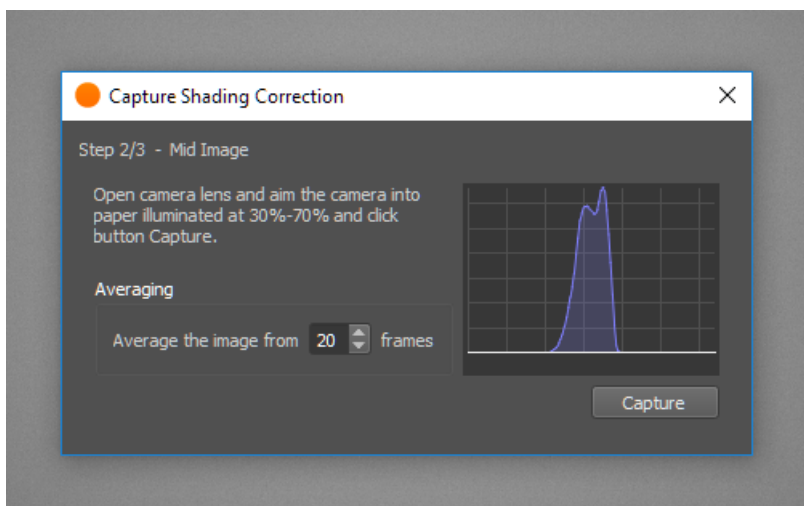 Capture Shading Correction
Step 2/3 - Mid Image
Open camera lens and aim the camera into
paper illuminated at 30%-70% and click
button Capture.
Averaging
Average the image from 20 frames
Capture